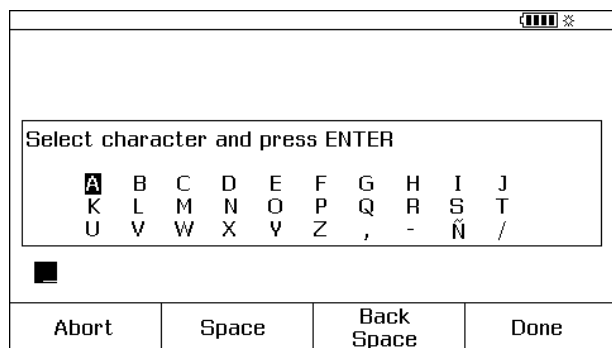 Select character and press ENTER
A B C D E F G H I J
K L M N O P Q R S T
U V W X Y Z , - Ñ /
Abort Space Back Space Done